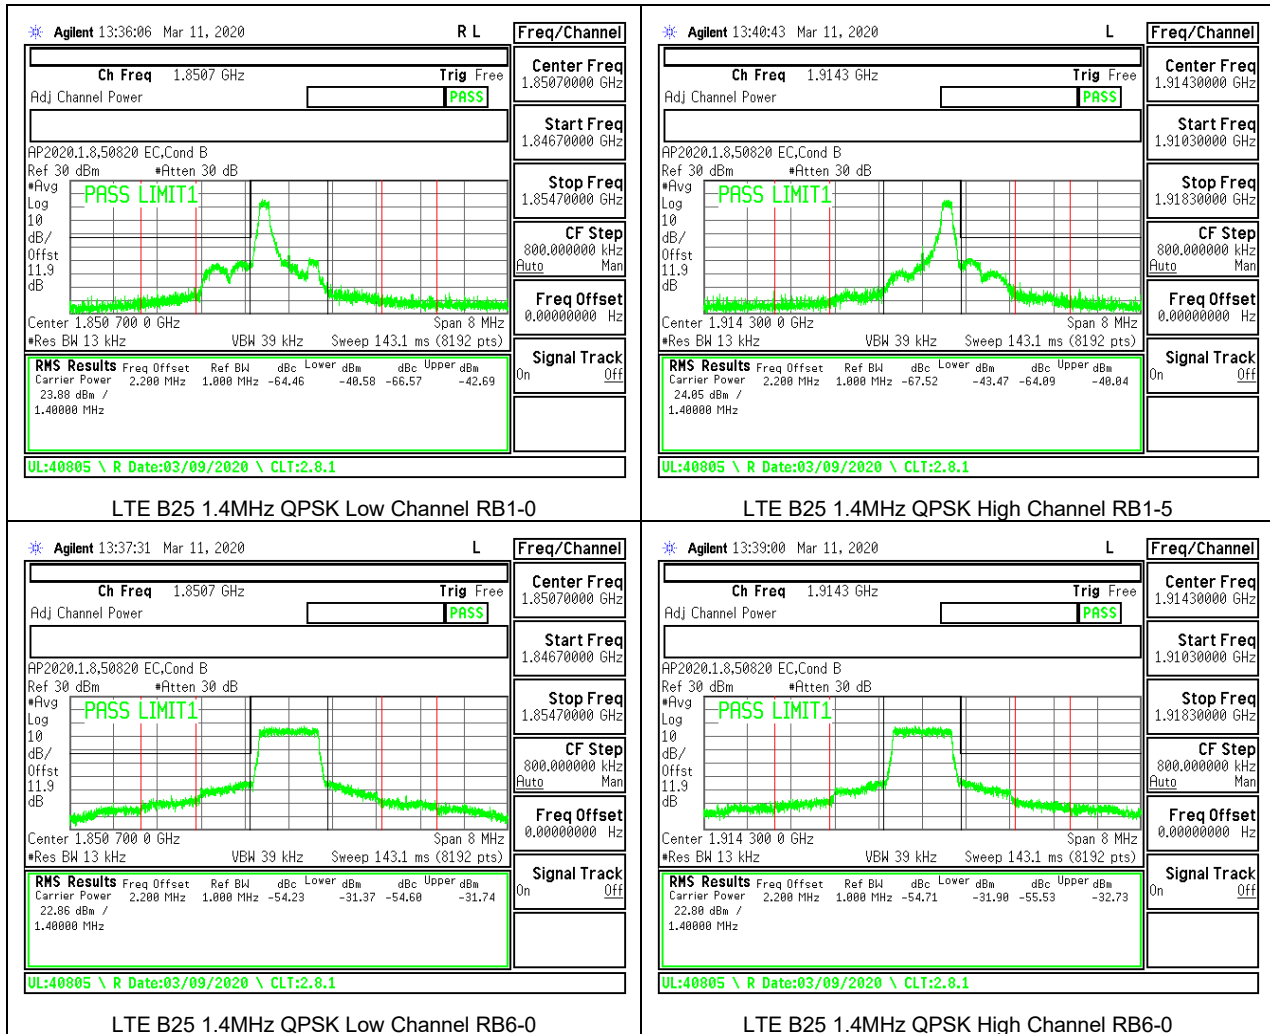 Agilent 13:36:06 Mar 11, 2020 R L Freq/Channel
Ch Freq 1.8507 GHz Trig Free
Adj Channel Power PASS
AP2020.1.8,50820 EC,Cond B
Ref 30 dBm #Atten 30 dB
#Avg
Log
10
dB/
Offst
11.9
dB
PASS LIMIT1
Center 1.850 700 0 GHz Span 8 MHz
#Res BW 13 kHz VBW 39 kHz Sweep 143.1 ms (8192 pts)
RMS Results Freq Offset Ref BW dBc Lower dBm dBc Upper dBm
Carrier Power 2.200 MHz 1.000 MHz -64.46 -40.58 -66.57 -42.69
23.88 dBm /
1.40000 MHz
UL:40805 \ R Date:03/09/2020 \ CLT:2.8.1
Center Freq
1.85070000 GHz
Start Freq
1.84670000 GHz
Stop Freq
1.85470000 GHz
CF Step
800.000000 kHz
Auto Man
Freq Offset
0.00000000 Hz
Signal Track
On Off
LTE B25 1.4MHz QPSK Low Channel RB1-0
Agilent 13:40:43 Mar 11, 2020 L Freq/Channel
Ch Freq 1.9143 GHz Trig Free
Adj Channel Power PASS
AP2020.1.8,50820 EC,Cond B
Ref 30 dBm #Atten 30 dB
#Avg
Log
10
dB/
Offst
11.9
dB
PASS LIMIT1
Center 1.914 300 0 GHz Span 8 MHz
#Res BW 13 kHz VBW 39 kHz Sweep 143.1 ms (8192 pts)
RMS Results Freq Offset Ref BW dBc Lower dBm dBc Upper dBm
Carrier Power 2.200 MHz 1.000 MHz -67.52 -43.47 -64.09 -40.04
24.05 dBm /
1.40000 MHz
UL:40805 \ R Date:03/09/2020 \ CLT:2.8.1
Center Freq
1.91430000 GHz
Start Freq
1.91030000 GHz
Stop Freq
1.91830000 GHz
CF Step
800.000000 kHz
Auto Man
Freq Offset
0.00000000 Hz
Signal Track
On Off
LTE B25 1.4MHz QPSK High Channel RB1-5
Agilent 13:37:31 Mar 11, 2020 L Freq/Channel
Ch Freq 1.8507 GHz Trig Free
Adj Channel Power PASS
AP2020.1.8,50820 EC,Cond B
Ref 30 dBm #Atten 30 dB
#Avg
Log
10
dB/
Offst
11.9
dB
PASS LIMIT1
Center 1.850 700 0 GHz Span 8 MHz
#Res BW 13 kHz VBW 39 kHz Sweep 143.1 ms (8192 pts)
RMS Results Freq Offset Ref BW dBc Lower dBm dBc Upper dBm
Carrier Power 2.200 MHz 1.000 MHz -54.23 -31.37 -54.60 -31.74
22.86 dBm /
1.40000 MHz
UL:40805 \ R Date:03/09/2020 \ CLT:2.8.1
Center Freq
1.85070000 GHz
Start Freq
1.84670000 GHz
Stop Freq
1.85470000 GHz
CF Step
800.000000 kHz
Auto Man
Freq Offset
0.00000000 Hz
Signal Track
On Off
LTE B25 1.4MHz QPSK Low Channel RB6-0
Agilent 13:39:00 Mar 11, 2020 L Freq/Channel
Ch Freq 1.9143 GHz Trig Free
Adj Channel Power PASS
AP2020.1.8,50820 EC,Cond B
Ref 30 dBm #Atten 30 dB
#Avg
Log
10
dB/
Offst
11.9
dB
PASS LIMIT1
Center 1.914 300 0 GHz Span 8 MHz
#Res BW 13 kHz VBW 39 kHz Sweep 143.1 ms (8192 pts)
RMS Results Freq Offset Ref BW dBc Lower dBm dBc Upper dBm
Carrier Power 2.200 MHz 1.000 MHz -54.71 -31.90 -55.53 -32.73
22.80 dBm /
1.40000 MHz
UL:40805 \ R Date:03/09/2020 \ CLT:2.8.1
Center Freq
1.91430000 GHz
Start Freq
1.91030000 GHz
Stop Freq
1.91830000 GHz
CF Step
800.000000 kHz
Auto Man
Freq Offset
0.00000000 Hz
Signal Track
On Off
LTE B25 1.4MHz QPSK High Channel RB6-0